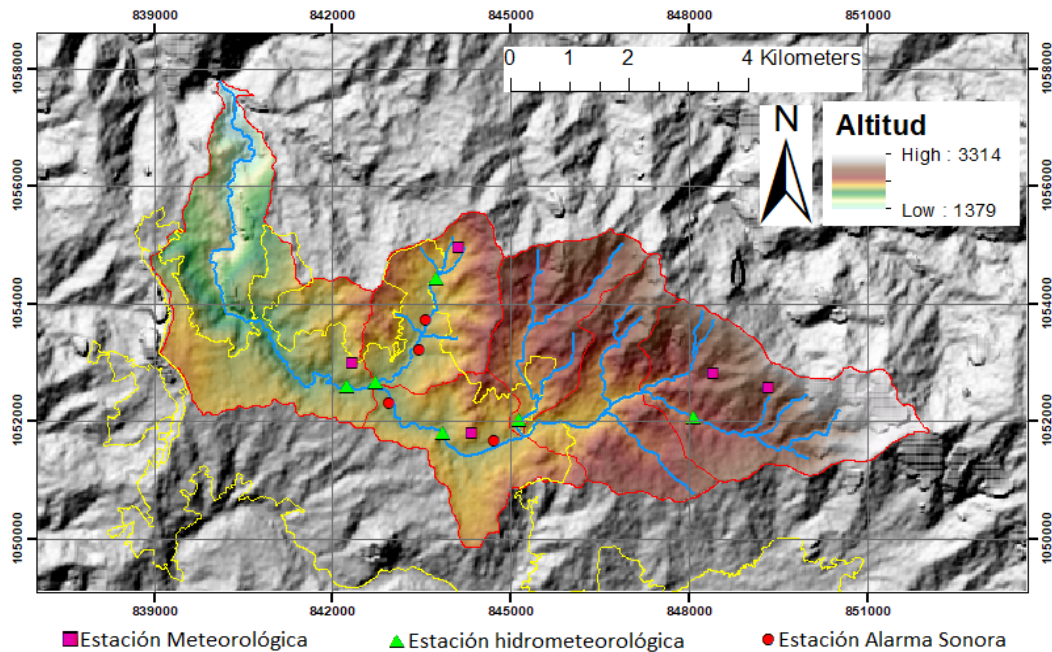 839000 842000 845000 848000 851000
1058000 1058000
0 1 2 4 Kilometers
N
Altitud
High : 3314
Low : 1379
1056000 1056000
1054000 1054000
1052000 1052000
1050000 1050000
839000 842000 845000 848000 851000
Estación Meteorológica Estación hidrometeorológica Estación Alarma Sonora